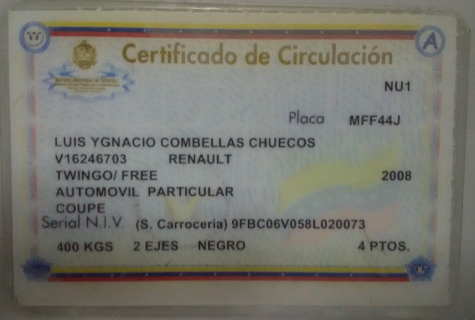 Certificado de Circulación
A
NU1
Placa MFF44J
LUIS YGNACIO COMBELLAS CHUECOS
V16246703 RENAULT
TWINGO/ FREE 2008
AUTOMOVIL PARTICULAR
COUPE
Serial N.I.V (S. Carroceria) 9FBC06V058L020073
400 KGS 2 EJES NEGRO 4 PTOS.